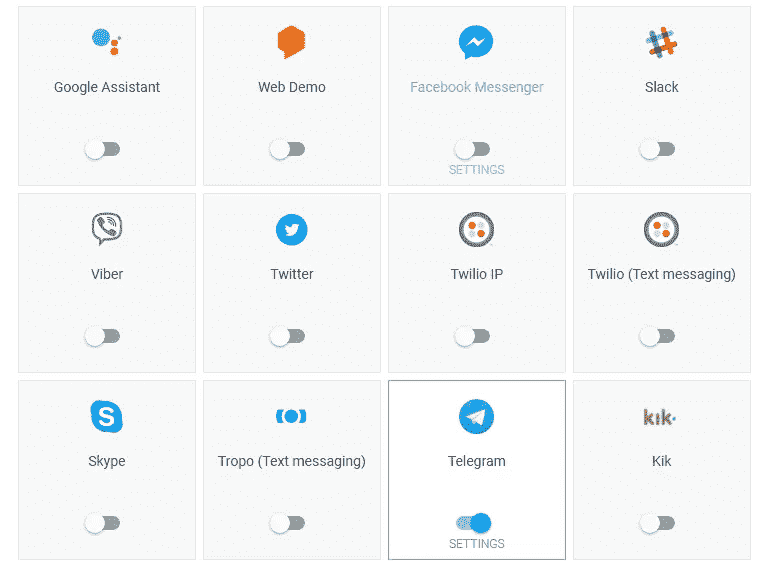 Google Assistant
Web Demo
Facebook Messenger
Slack
SETTINGS
Viber
Twitter
Twilio IP
Twilio (Text messaging)
S
Skype
Tropo (Text messaging)
Telegram
kik
Kik
SETTINGS